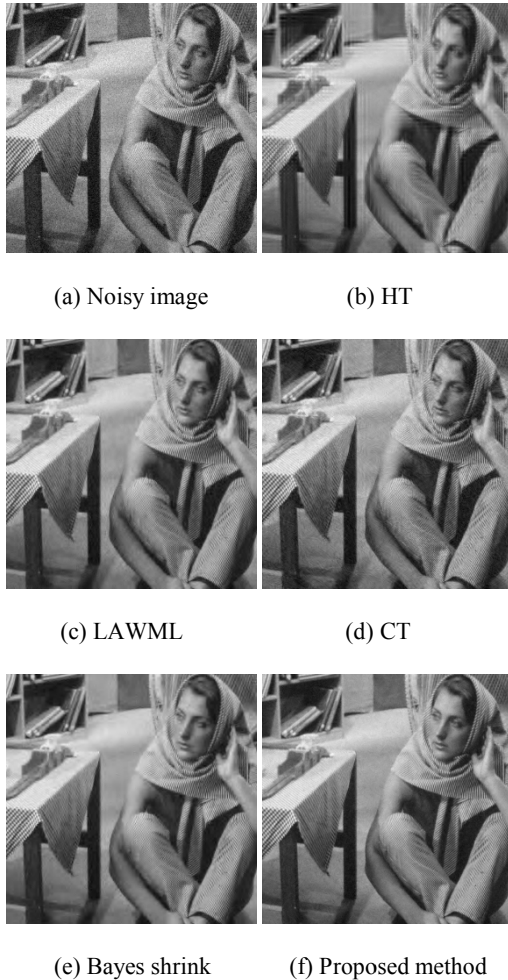 (a) Noisy image
(b) HT
(c) LAWML
(d) CT
(e) Bayes shrink
(f) Proposed method